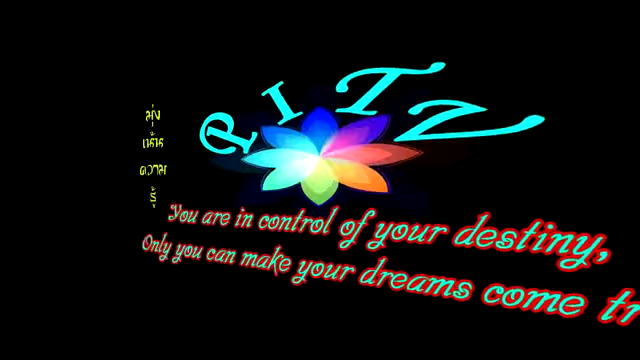 PITZ
มุ่ง
เน้น
ความ
รู้
You are in control of your destiny,
Only you can make your dreams come tr